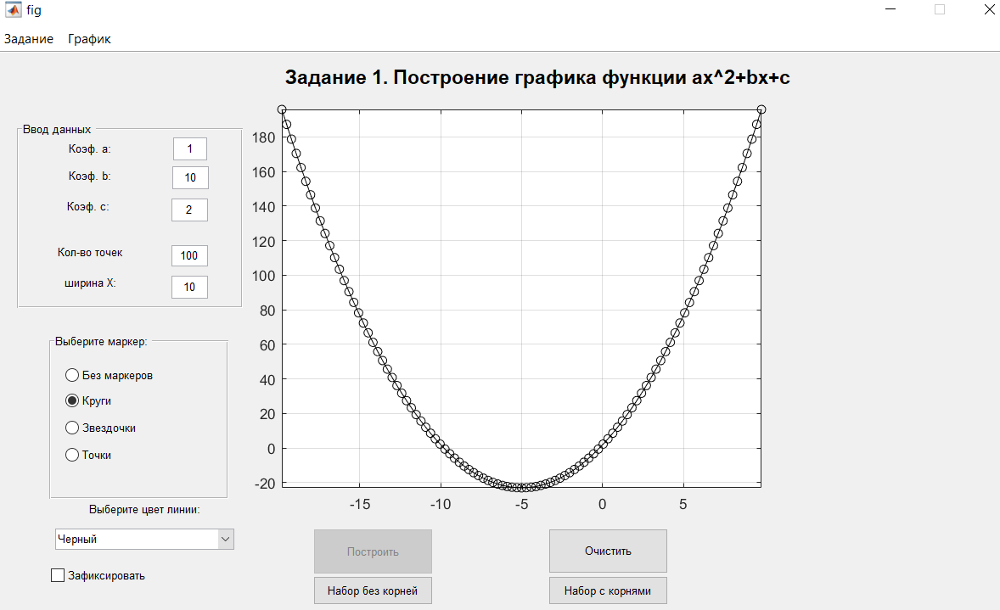 fig
Задание График
Задание 1. Построение графика функции ax^2+bx+c
Ввод данных
Коэф. a: 1
Коэф. b: 10
Коэф. c: 2
Кол-во точек 100
ширина X: 10
Выберите маркер:
Без маркеров
Круги
Звездочки
Точки
Выберите цвет линии:
Черный
Зафиксировать
180
160
140
120
100
80
60
40
20
0
-20
-15 -10 -5 0 5
Построить Очистить
Набор без корней Набор с корнями